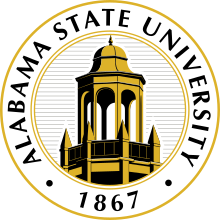 ALABAMA STATE UNIVERSITY
• 1867 •